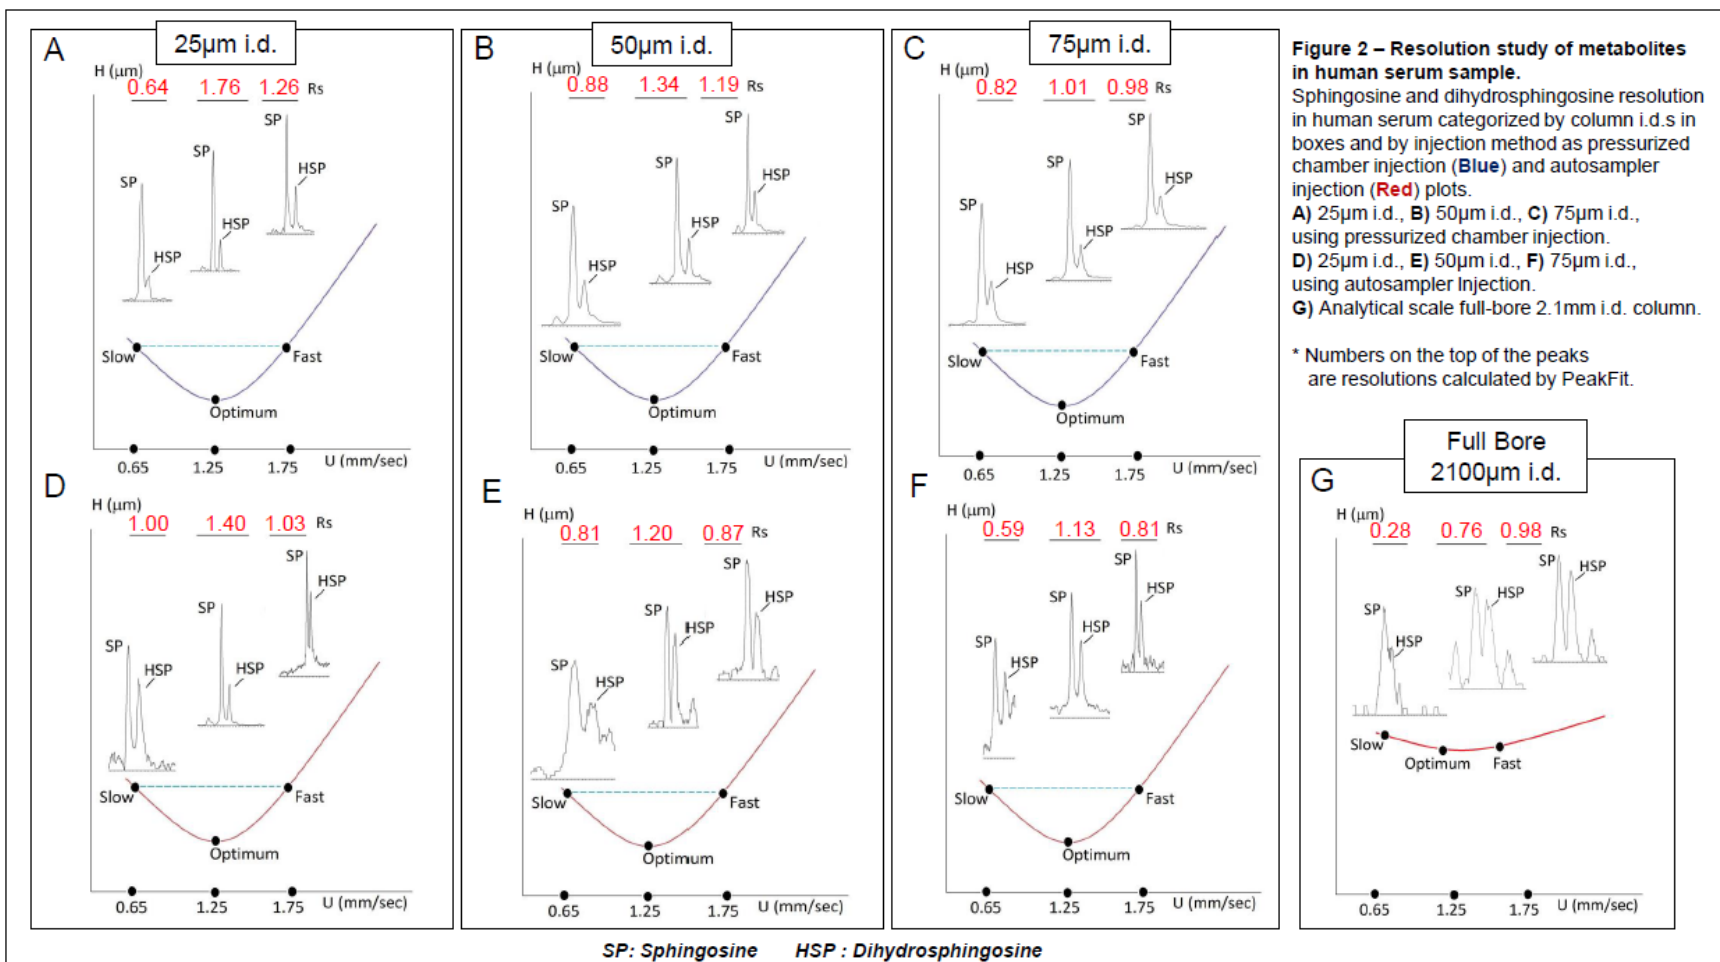 A
25µm i.d.
H (µm)
0.64 1.76 1.26 Rs
SP
HSP
SP
HSP
SP
HSP
Slow
Fast
Optimum
0.65 1.25 1.75 U (mm/sec)
B
50µm i.d.
H (µm)
0.88 1.34 1.19 Rs
SP
HSP
SP
HSP
SP
HSP
Slow
Fast
Optimum
0.65 1.25 1.75 U (mm/sec)
C
75µm i.d.
H (µm)
0.82 1.01 0.98 Rs
SP
HSP
SP
HSP
SP
HSP
Slow
Fast
Optimum
0.65 1.25 1.75 U (mm/sec)
Figure 2 – Resolution study of metabolites
in human serum sample.
Sphingosine and dihydrosphingosine resolution
in human serum categorized by column i.d.s in
boxes and by injection method as pressurized
chamber injection (Blue) and autosampler
injection (Red) plots.
A) 25µm i.d., B) 50µm i.d., C) 75µm i.d.,
using pressurized chamber injection.
D) 25µm i.d., E) 50µm i.d., F) 75µm i.d.,
using autosampler Injection.
G) Analytical scale full-bore 2.1mm i.d. column.
* Numbers on the top of the peaks
are resolutions calculated by PeakFit.
D
H (µm)
1.00 1.40 1.03 Rs
SP
HSP
SP
HSP
SP
HSP
Slow
Fast
Optimum
0.65 1.25 1.75 U (mm/sec)
E
H (µm)
0.81 1.20 0.87 Rs
SP
HSP
SP
HSP
SP
HSP
Slow
Fast
Optimum
0.65 1.25 1.75 U (mm/sec)
F
H (µm)
0.59 1.13 0.81 Rs
SP
HSP
SP
HSP
SP
HSP
Slow
Fast
Optimum
0.65 1.25 1.75 U (mm/sec)
G
Full Bore
2100µm i.d.
H (µm)
0.28 0.76 0.98 Rs
SP
HSP
SP
HSP
SP
HSP
Slow
Optimum
Fast
0.65 1.25 1.75 U (mm/sec)
SP: Sphingosine HSP : Dihydrosphingosine